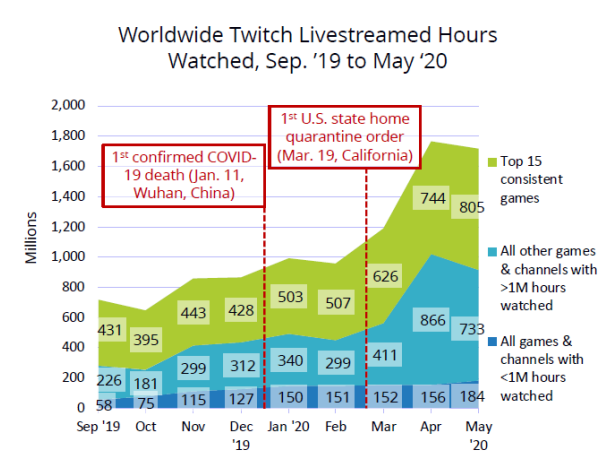 Worldwide Twitch Livestreamed Hours
Watched, Sep. ’19 to May ‘20
1st U.S. state home
quarantine order
(Mar. 19, California)
1st confirmed COVID-
19 death (Jan. 11,
Wuhan, China)
Millions
2,000
1,800
1,600
1,400
1,200
1,000
800
600
400
200
0
431 395 443 428 503 507 626 744 805
226 181 299 312 340 299 411 866 733
58 75 115 127 150 151 152 156 184
Sep '19 Oct Nov Dec Jan '20 Feb Mar Apr May
'19 '20
Top 15
consistent
games
All other games
& channels with
>1M hours
watched
All games &
channels with
<1M hours
watched